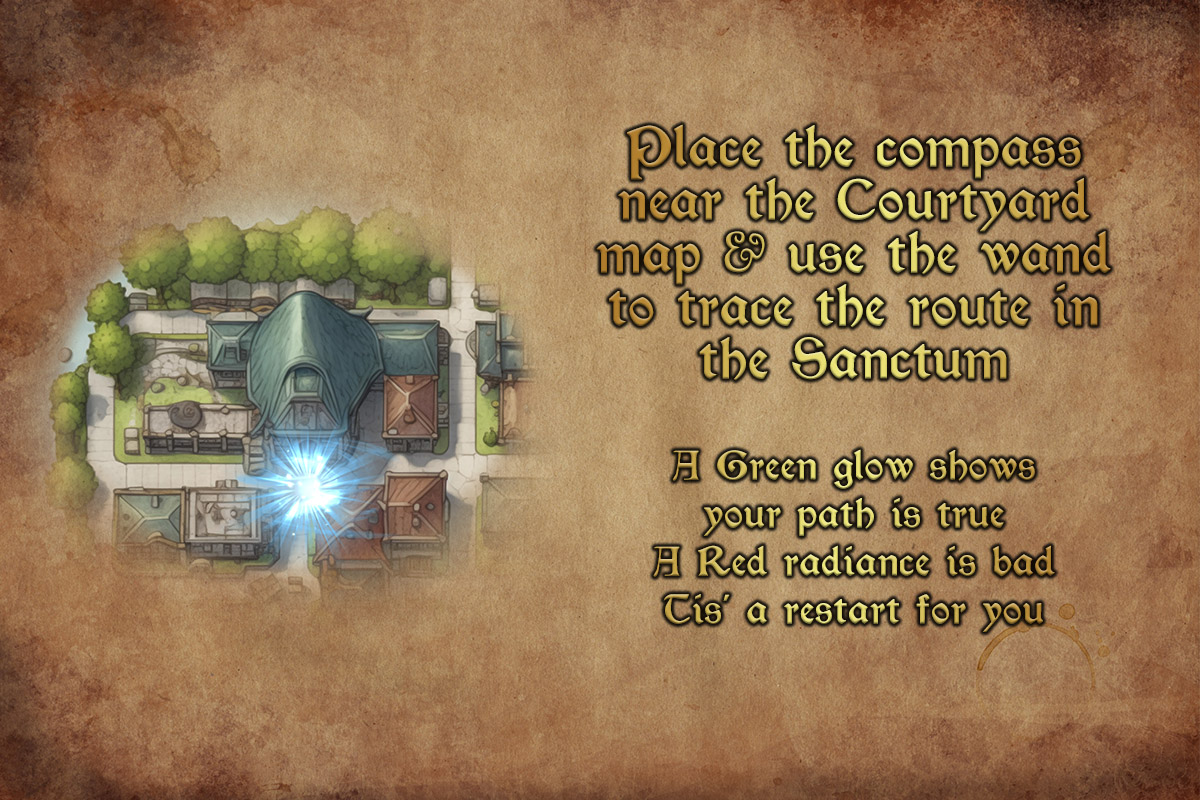 Place the compass
near the Courtyard
map & use the wand
to trace the route in
the Sanctum
A Green glow shows
your path is true
A Red radiance is bad
Tis' a restart for you